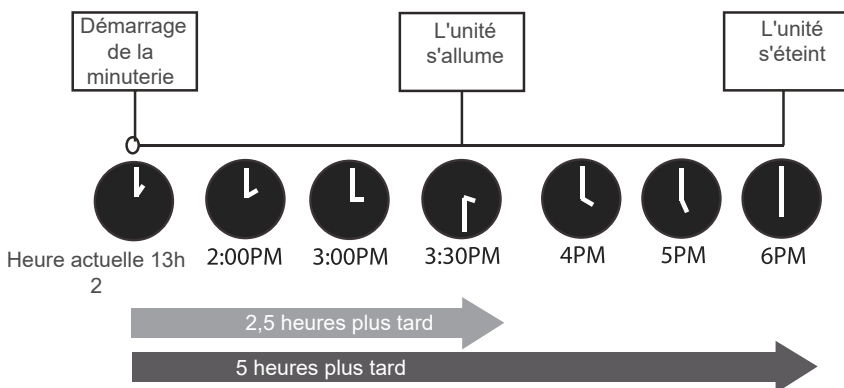 Démarrage
de la
minuterie
L'unité
s'allume
L'unité
s'éteint
Heure actuelle 13h
2
2:00PM
3:00PM
3:30PM
4PM
5PM
6PM
2,5 heures plus tard
5 heures plus tard